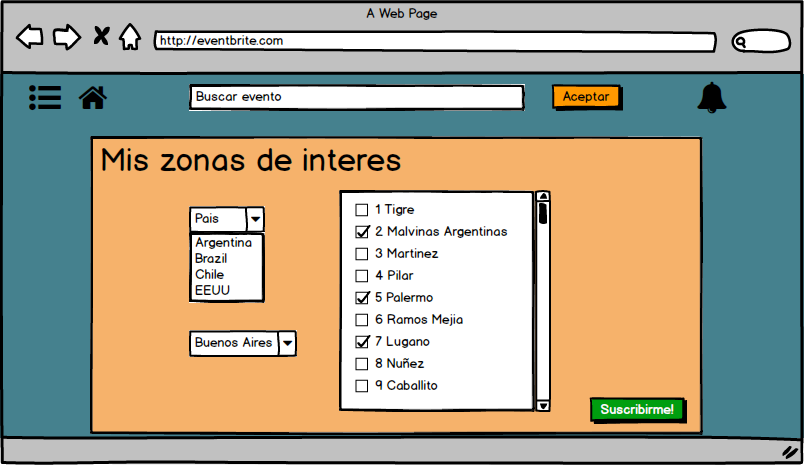 A Web Page
http://eventbrite.com
Buscar evento
Aceptar
Mis zonas de interes
Pais
Argentina
Brazil
Chile
EEUU
Buenos Aires
1 Tigre
2 Malvinas Argentinas
3 Martinez
4 Pilar
5 Palermo
6 Ramos Mejia
7 Lugano
8 Nuñez
9 Caballito
Suscribirme!